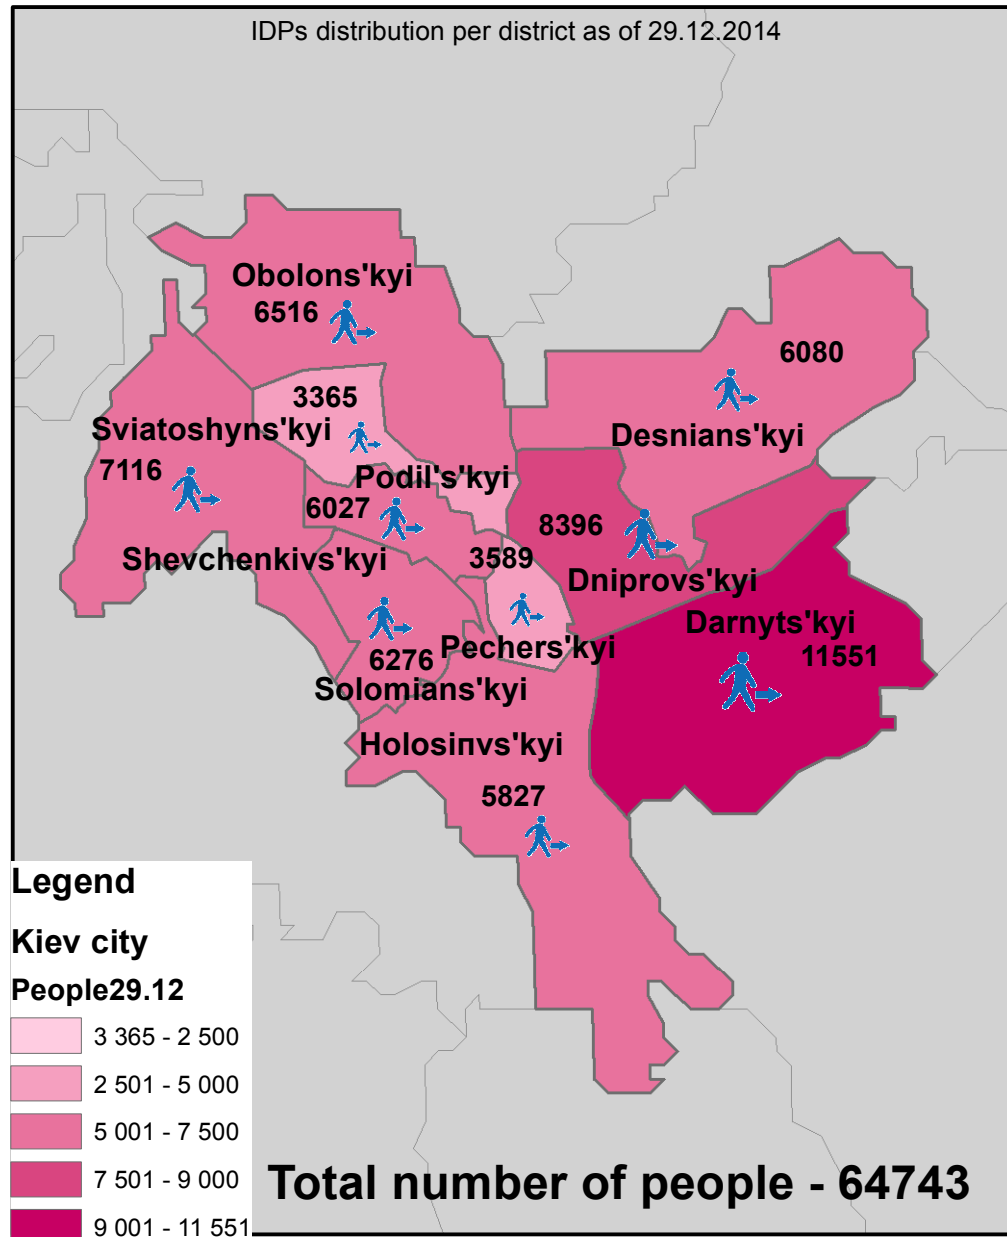 IDPs distribution per district as of 29.12.2014
Obolons'kyi
6516
6080
3365
Sviatoshyns'kyi
Desnians'kyi
7116
Podil's'kyi
6027
8396
Shevchenkivs'kyi
3589
Dniprovs'kyi
Darnyts'kyi
11551
Pechers'kyi
6276
Solomians'kyi
Holosiпvs'kyi
5827
Legend
Kiev city
People29.12
3 365 - 2 500
2 501 - 5 000
5 001 - 7 500
7 501 - 9 000
9 001 - 11 551
Total number of people - 64743